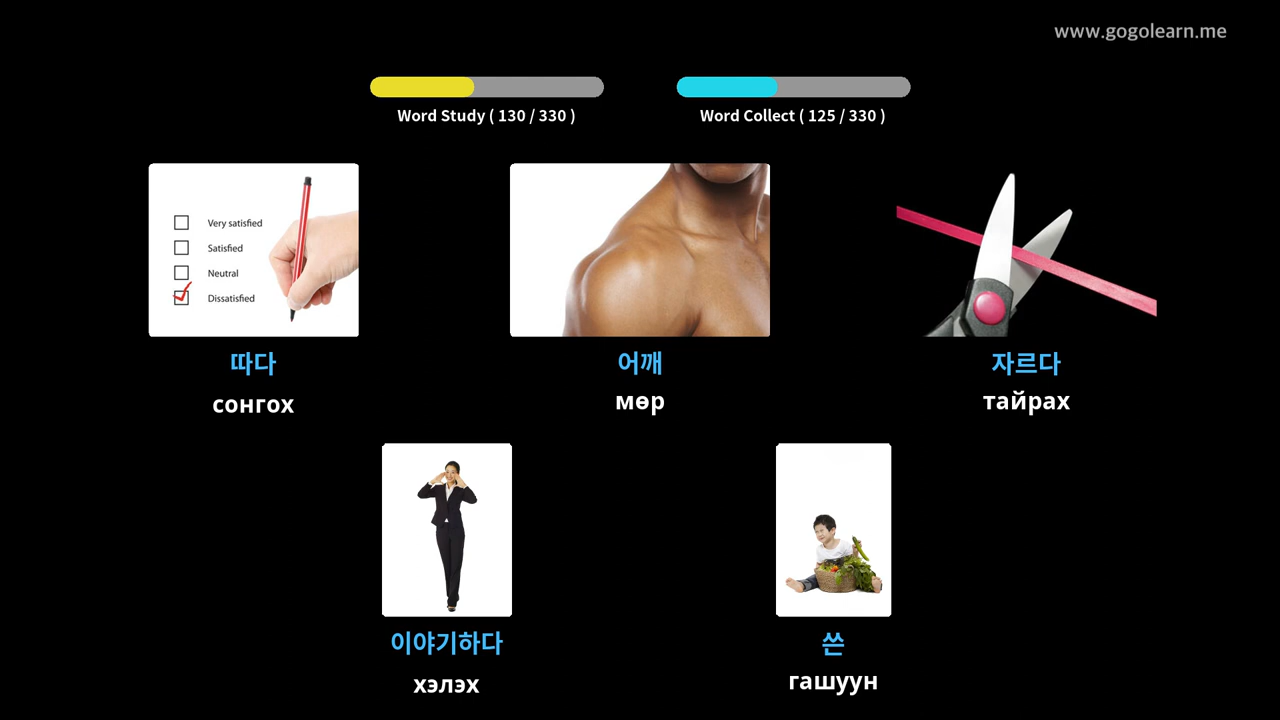 www.gogolearn.me
Word Study ( 130 / 330 )
Word Collect ( 125 / 330 )
Very satisfied
Satisfied
Neutral
Dissatisfied
따다
어깨
자르다
сонгох
мөр
тайрах
이야기하다
쓴
хэлэх
гашуун